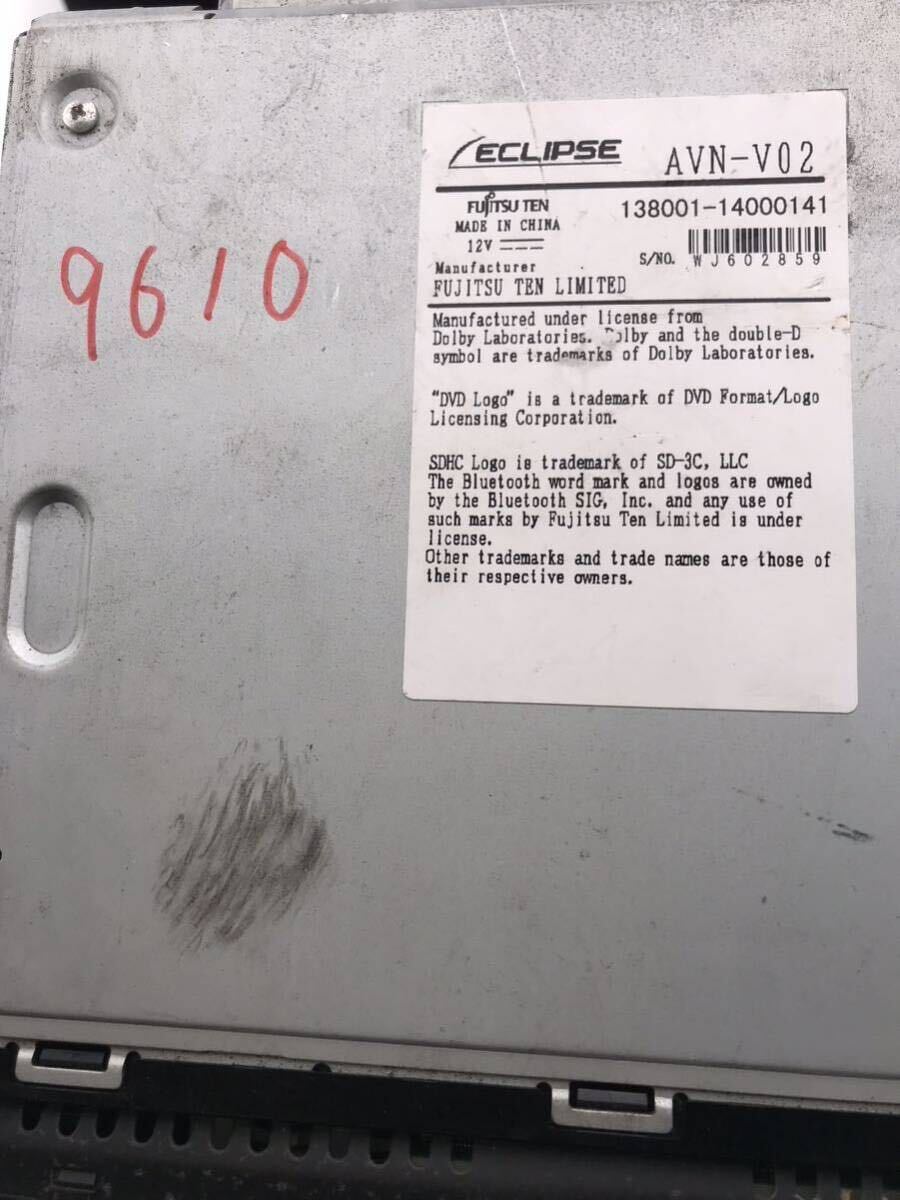 ECLIPSE AVN-V02
FUJITSU TEN 138001-14000141
MADE IN CHINA
12V
S/NO. WJ602859
Manufacturer
FUJITSU TEN LIMITED
9610
Manufactured under license from
Dolby Laboratories. and the double-D
symbol are trademarks of Dolby Laboratories.
"DVD Logo" is a trademark of DVD Format/Logo
Licensing Corporation.
SDHC Logo is trademark of SD-3C, LLC
The Bluetooth word mark and logos are owned
by the Bluetooth SIG, Inc. and any use of
such marks by Fujitsu Ten Limited is under
license.
Other trademarks and trade names are those of
their respective owners.